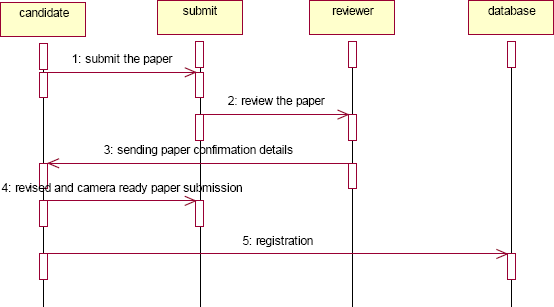 candidate
submit
reviewer
database
1: submit the paper
2: review the paper
3: sending paper confirmation details
4: revised and camera ready paper submission
5: registration